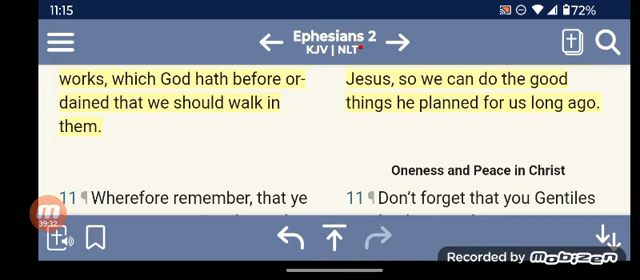 11:15
72%
Ephesians 2
KJV | NLT
works, which God hath before or-
dained that we should walk in
them.
Jesus, so we can do the good
things he planned for us long ago.
Oneness and Peace in Christ
11 ¶ Wherefore remember, that ye
11 ¶ Don't forget that you Gentiles
39:32
Recorded by Mobizen